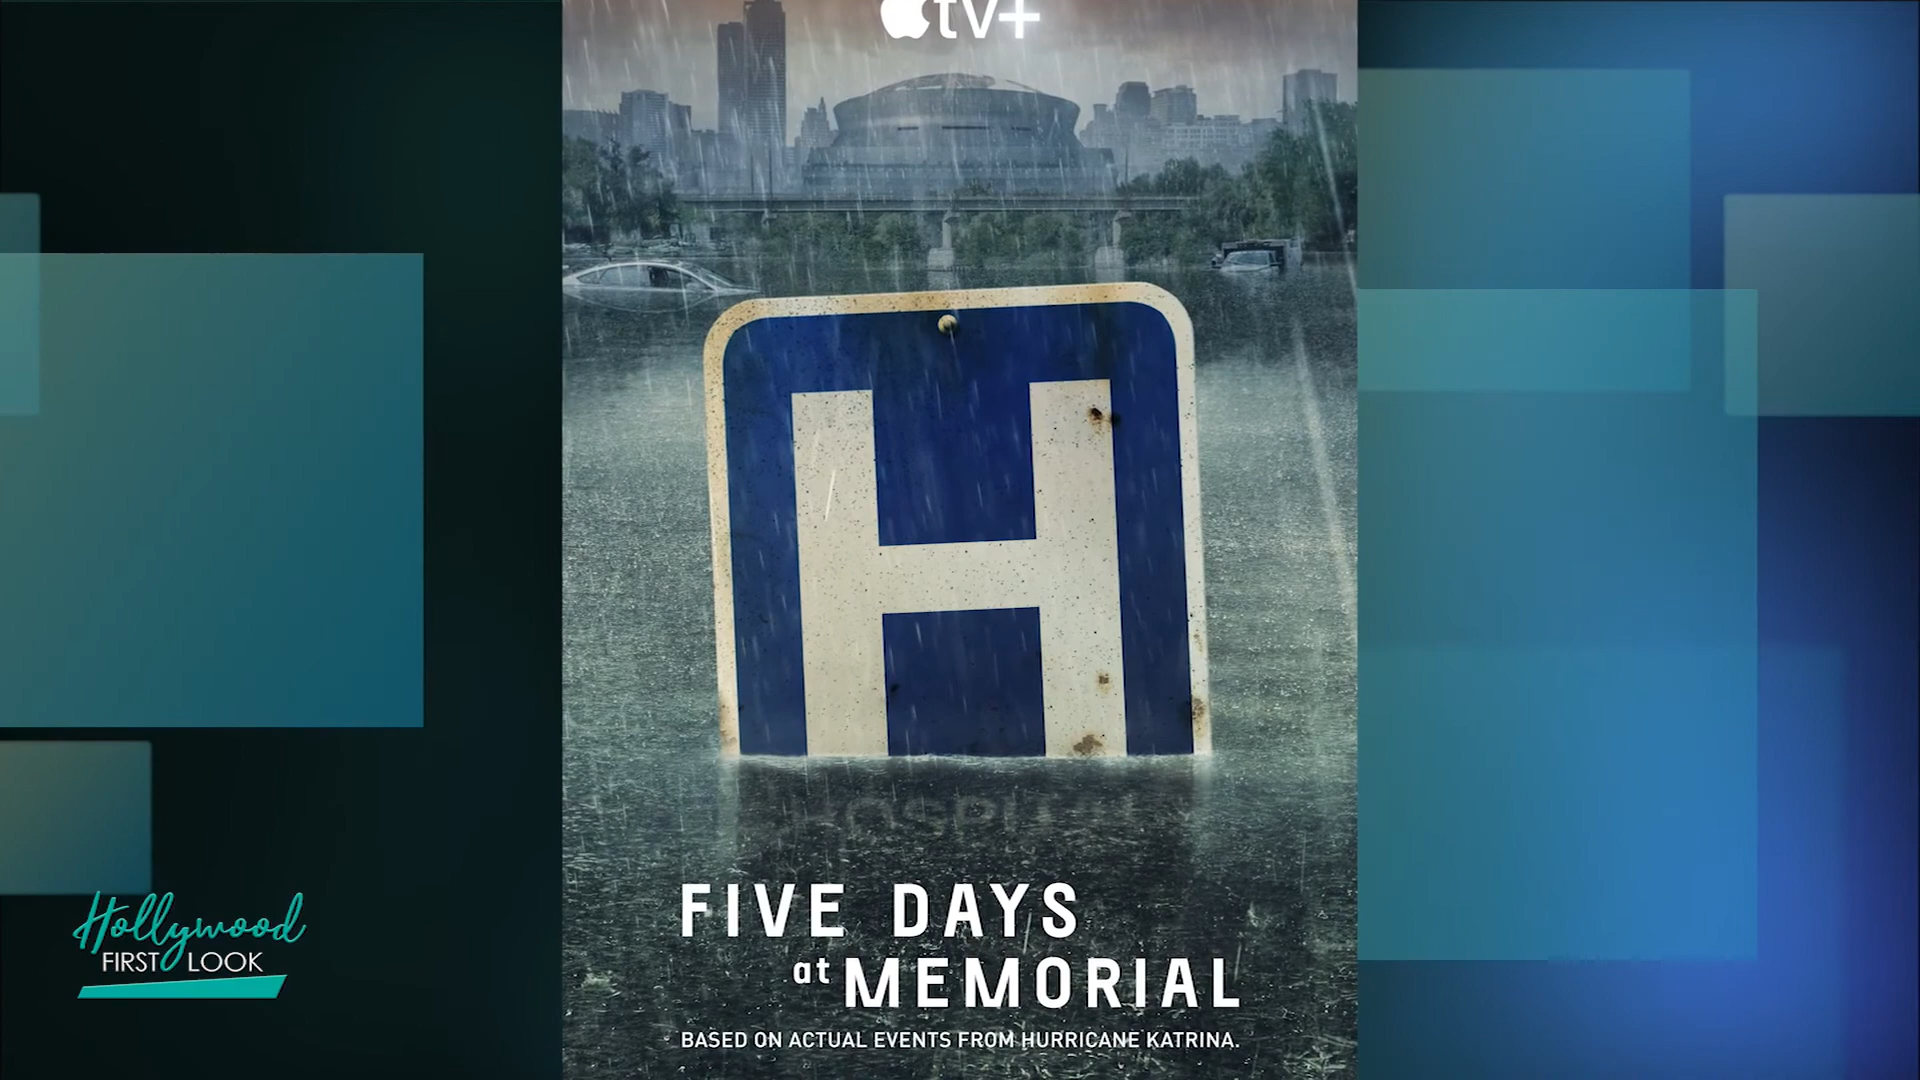 tv+
H
FIVE DAYS
at MEMORIAL
BASED ON ACTUAL EVENTS FROM HURRICANE KATRINA.
Hollywood
FIRST LOOK